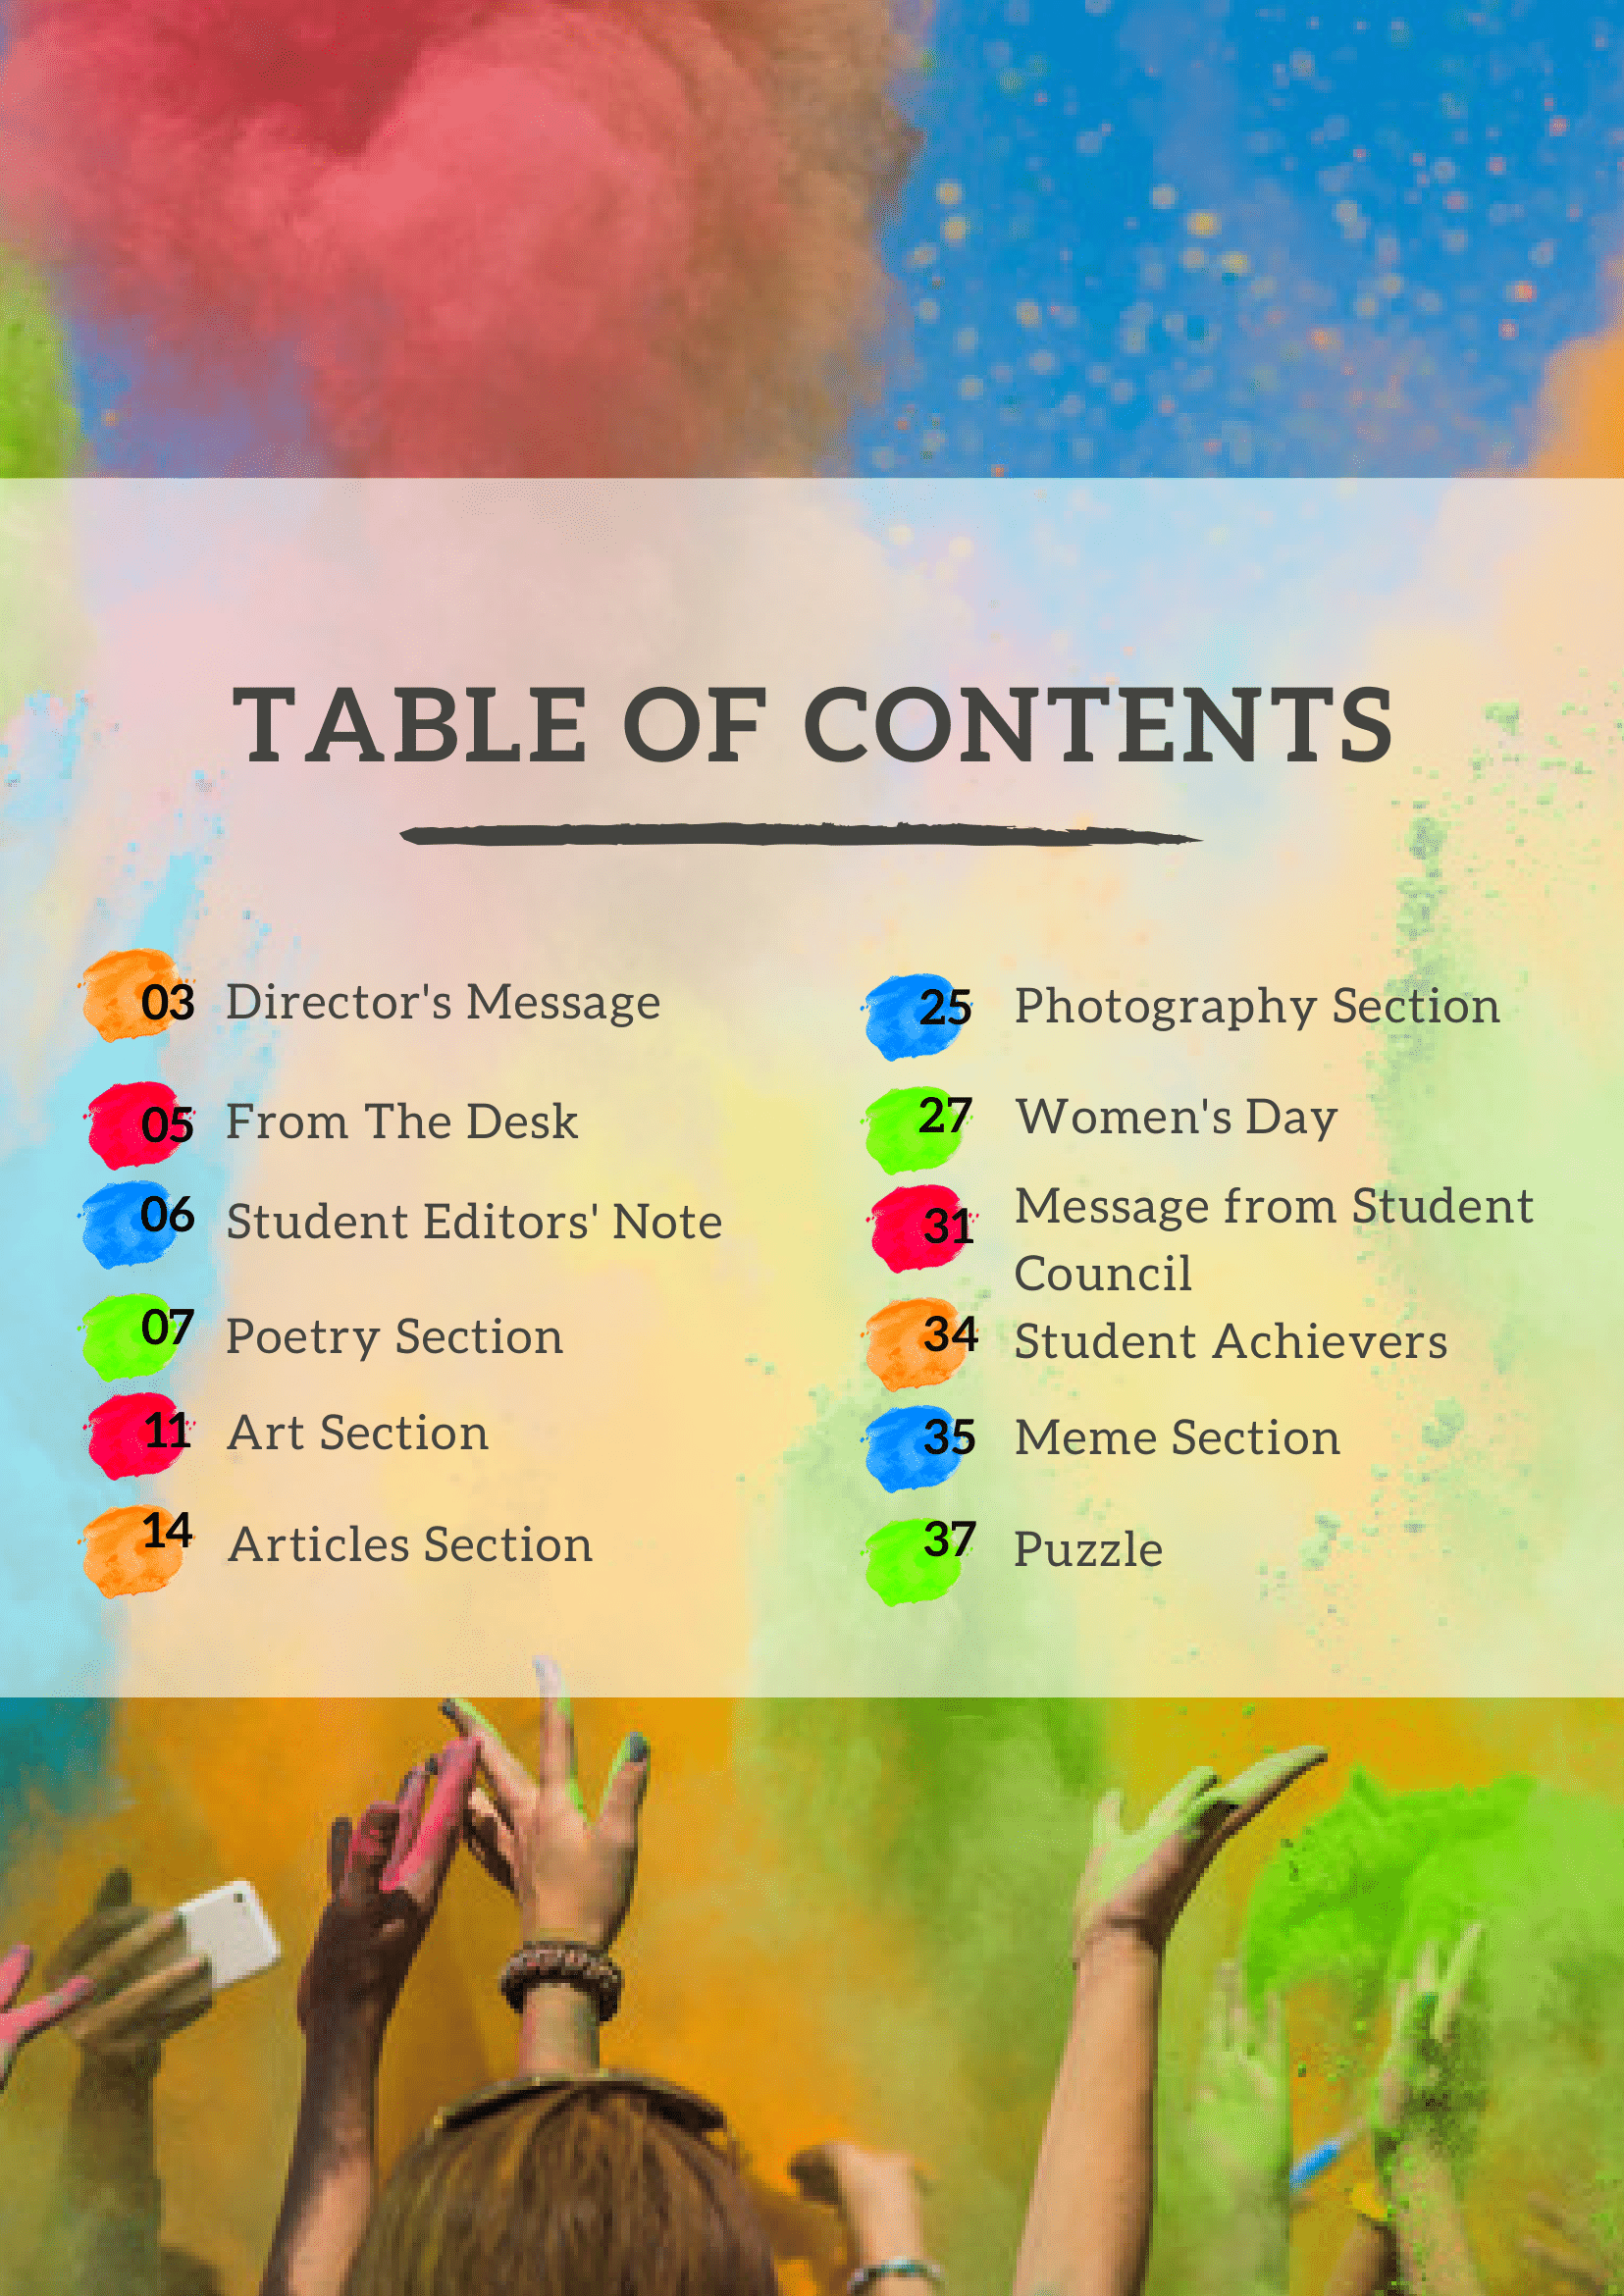 TABLE OF CONTENTS
03 Director's Message
05 From The Desk
06 Student Editors' Note
07 Poetry Section
11 Art Section
14 Articles Section
25 Photography Section
27 Women's Day
31 Message from Student
Council
34 Student Achievers
35 Meme Section
37 Puzzle